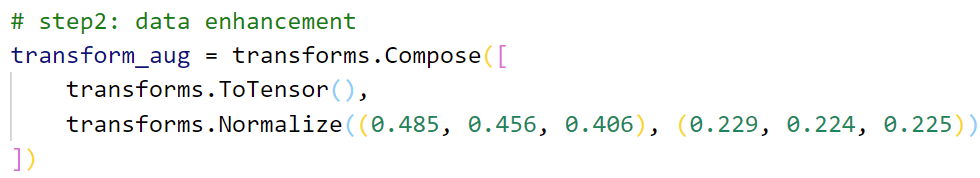 # step2: data enhancement
transform_aug = transforms.Compose([
    transforms.ToTensor(),
    transforms.Normalize((0.485, 0.456, 0.406), (0.229, 0.224, 0.225))
])